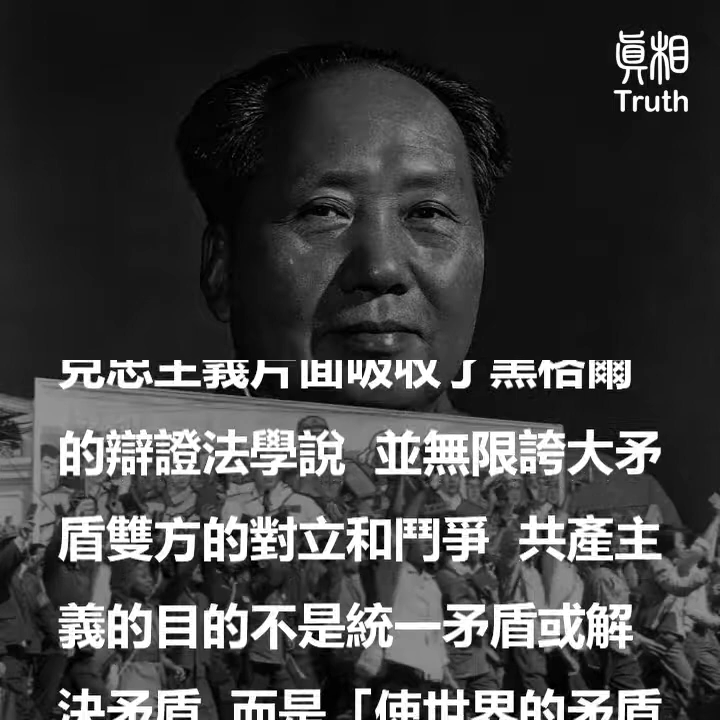 眞相
Truth
克思主義片面吸收了黑格爾
的辯證法學說 並無限誇大矛
盾雙方的對立和鬥爭 共產主
義的目的不是統一矛盾或解
決矛盾 而是「使世界的矛盾